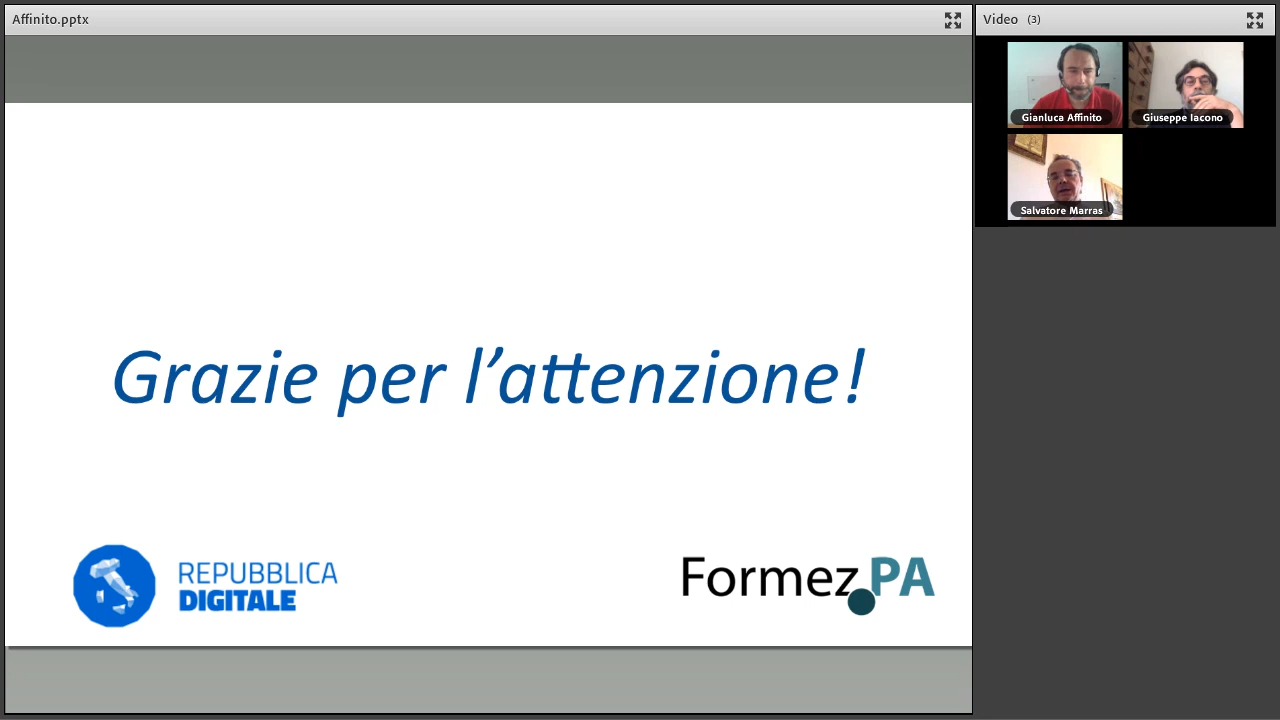 Affinito.pptx
Video (3)
Gianluca Affinito
Giuseppe Iacono
Salvatore Marras
Grazie per l’attenzione!
REPUBBLICA
DIGITALE
Formez PA